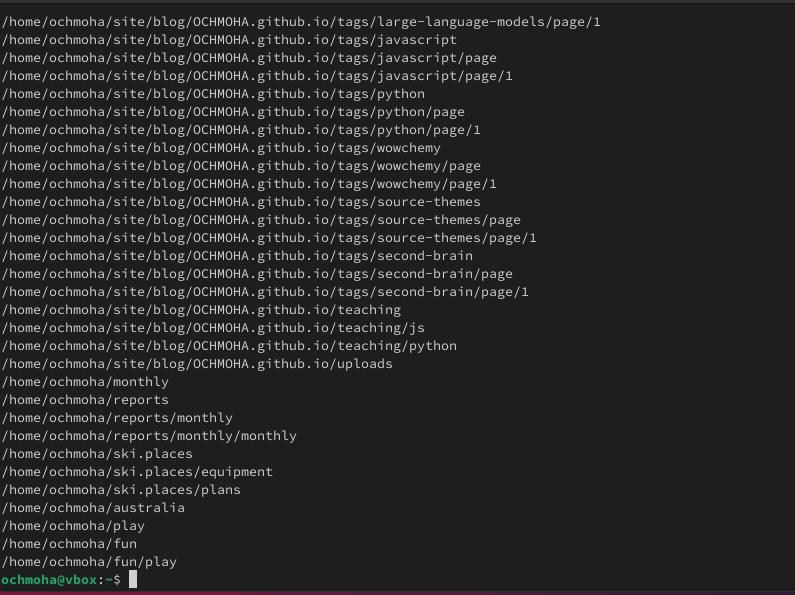 /home/ochmoha/site/blog/OCHMOHA.github.io/tags/large-language-models/page/1
/home/ochmoha/site/blog/OCHMOHA.github.io/tags/javascript
/home/ochmoha/site/blog/OCHMOHA.github.io/tags/javascript/page
/home/ochmoha/site/blog/OCHMOHA.github.io/tags/javascript/page/1
/home/ochmoha/site/blog/OCHMOHA.github.io/tags/python
/home/ochmoha/site/blog/OCHMOHA.github.io/tags/python/page
/home/ochmoha/site/blog/OCHMOHA.github.io/tags/python/page/1
/home/ochmoha/site/blog/OCHMOHA.github.io/tags/wowchemy
/home/ochmoha/site/blog/OCHMOHA.github.io/tags/wowchemy/page
/home/ochmoha/site/blog/OCHMOHA.github.io/tags/wowchemy/page/1
/home/ochmoha/site/blog/OCHMOHA.github.io/tags/source-themes
/home/ochmoha/site/blog/OCHMOHA.github.io/tags/source-themes/page
/home/ochmoha/site/blog/OCHMOHA.github.io/tags/source-themes/page/1
/home/ochmoha/site/blog/OCHMOHA.github.io/tags/second-brain
/home/ochmoha/site/blog/OCHMOHA.github.io/tags/second-brain/page
/home/ochmoha/site/blog/OCHMOHA.github.io/tags/second-brain/page/1
/home/ochmoha/site/blog/OCHMOHA.github.io/teaching
/home/ochmoha/site/blog/OCHMOHA.github.io/teaching/js
/home/ochmoha/site/blog/OCHMOHA.github.io/teaching/python
/home/ochmoha/site/blog/OCHMOHA.github.io/uploads
/home/ochmoha/monthly
/home/ochmoha/reports
/home/ochmoha/reports/monthly
/home/ochmoha/reports/monthly/monthly
/home/ochmoha/ski.places
/home/ochmoha/ski.places/equipment
/home/ochmoha/ski.places/plans
/home/ochmoha/australia
/home/ochmoha/play
/home/ochmoha/fun
/home/ochmoha/fun/play
ochmoha@vbox:~$